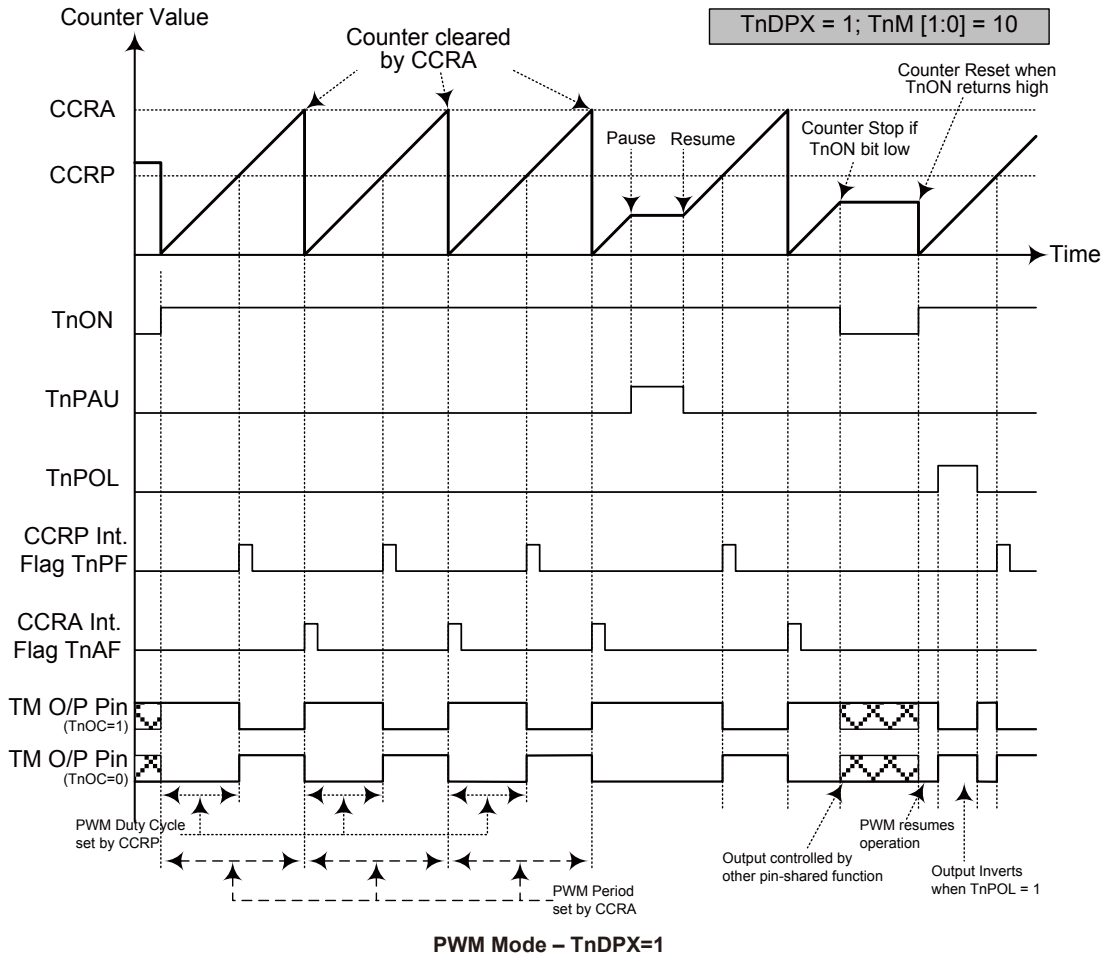 Counter Value
TnDPX = 1; TnM [1:0] = 10
Counter cleared
by CCRA
Counter Reset when
TnON returns high
CCRA
Counter Stop if
TnON bit low
Pause
Resume
CCRP
Time
TnON
TnPAU
TnPOL
CCRP Int.
Flag TnPF
CCRA Int.
Flag TnAF
TM O/P Pin
(TnOC=1)
TM O/P Pin
(TnOC=0)
PWM Duty Cycle
set by CCRP
PWM resumes
operation
Output controlled by
other pin-shared function
Output Inverts
when TnPOL = 1
PWM Period
set by CCRA
PWM Mode – TnDPX=1